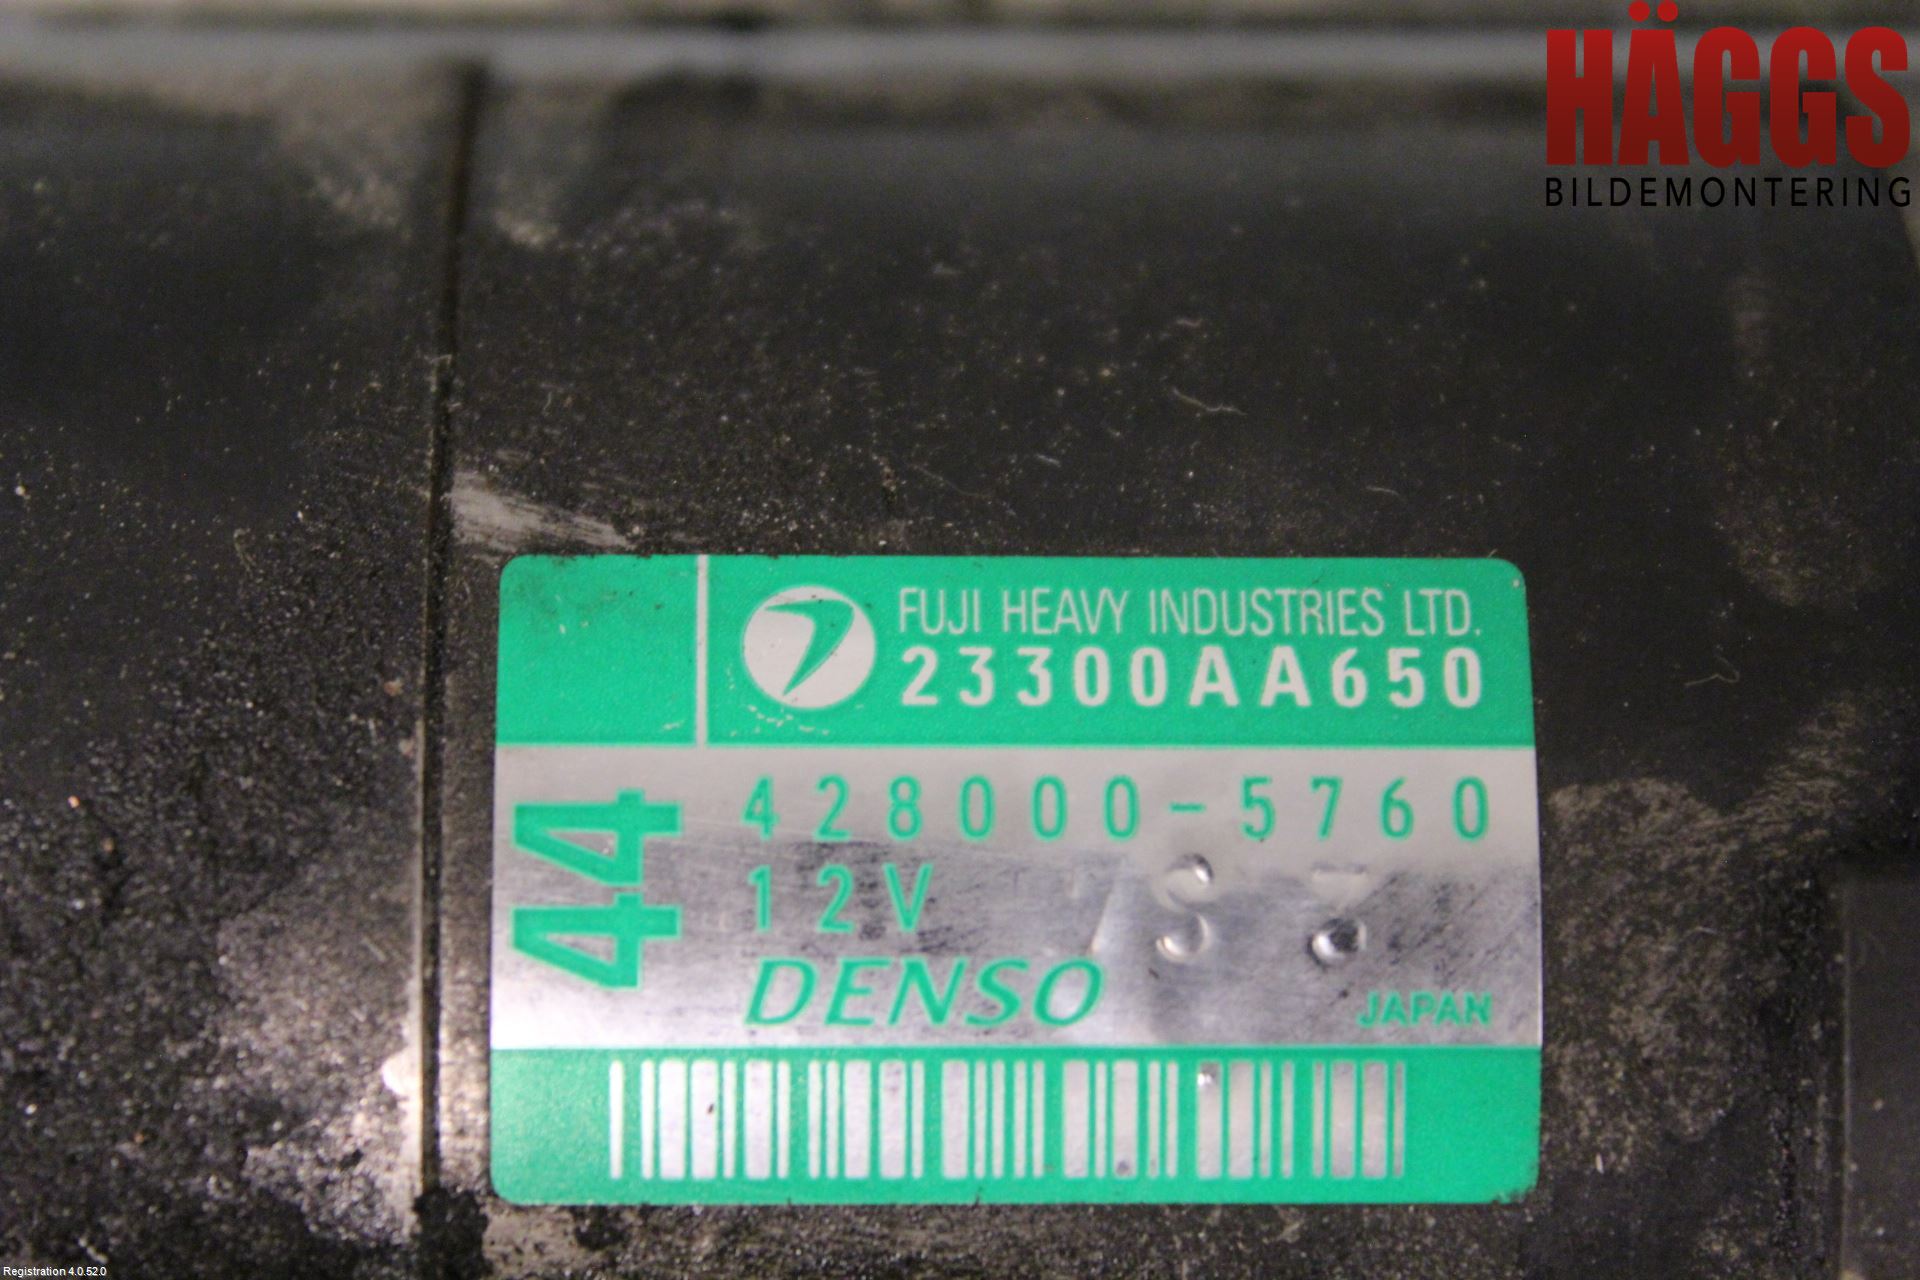 HÄGGS
BILDEMONTERING
FUJI HEAVY INDUSTRIES LTD.
23300AA650
44
428000-5760
12V
DENSO
JAPAN
Registration 4.0.52.0